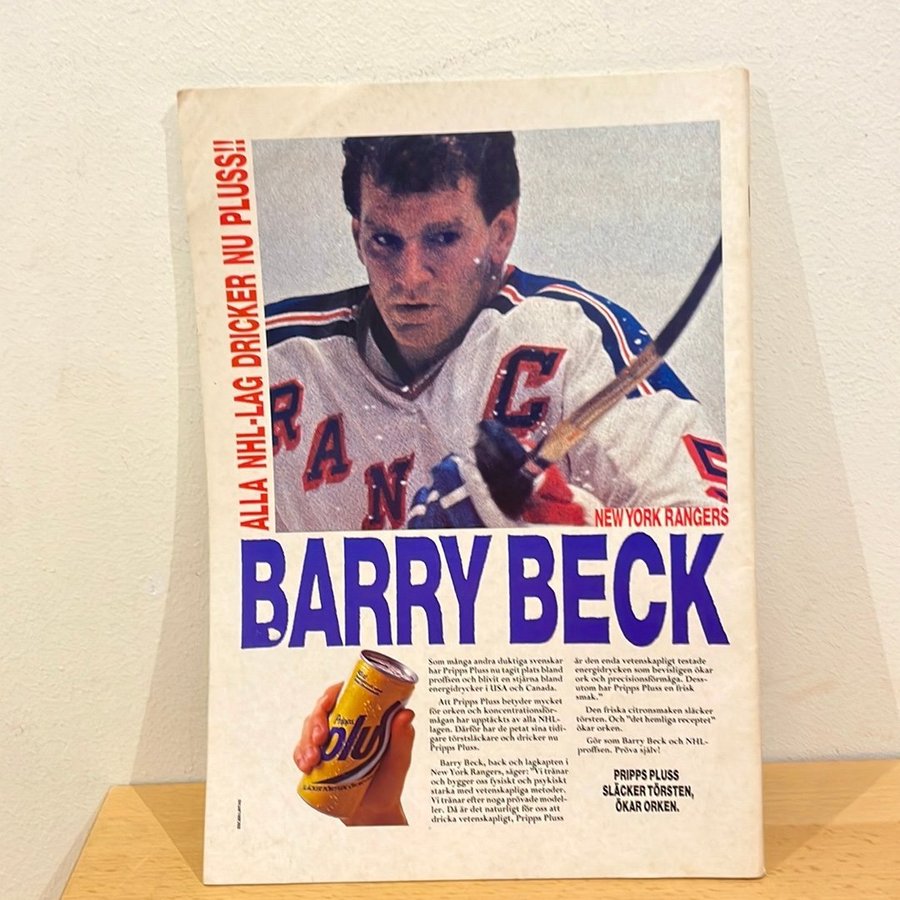 ALLA NHL-LAG DRICKER NU PLUSS!!
C
RAN
5
NEW YORK RANGERS
BARRY BECK
Pripps
pluss
Som många andra duktiga svenskar
har Pripps Pluss nu tagit plats bland
proffsen och blivit en stjärna bland
energidrycker i USA och Canada.
Att Pripps Pluss betyder mycket
för orken och koncentrationsför-
mågan har upptäckts av alla NHL-
lagen. Därför har de petat sina tidi-
gare törstsläckare och dricker nu
Pripps Pluss.
Barry Beck, back och lagkapten i
New York Rangers, säger: "Vi tränar
och bygger oss fysiskt och psykiskt
starka med vetenskapliga metoder.
Vi tränar efter noga prövade model-
ler. Då är det naturligt för oss att
dricka vetenskapligt, Pripps Pluss
är den enda vetenskapligt testade
energidrycken som bevisligen ökar
ork och precisionsförmåga. Dess-
utom har Pripps Pluss en frisk
smak."
Den friska citronsmaken släcker
törsten. Och "det hemliga receptet"
ökar orken.
Gör som Barry Beck och NHL-
proffsen. Pröva själv!
PRIPPS PLUSS
SLÄCKER TÖRSTEN,
ÖKAR ORKEN.